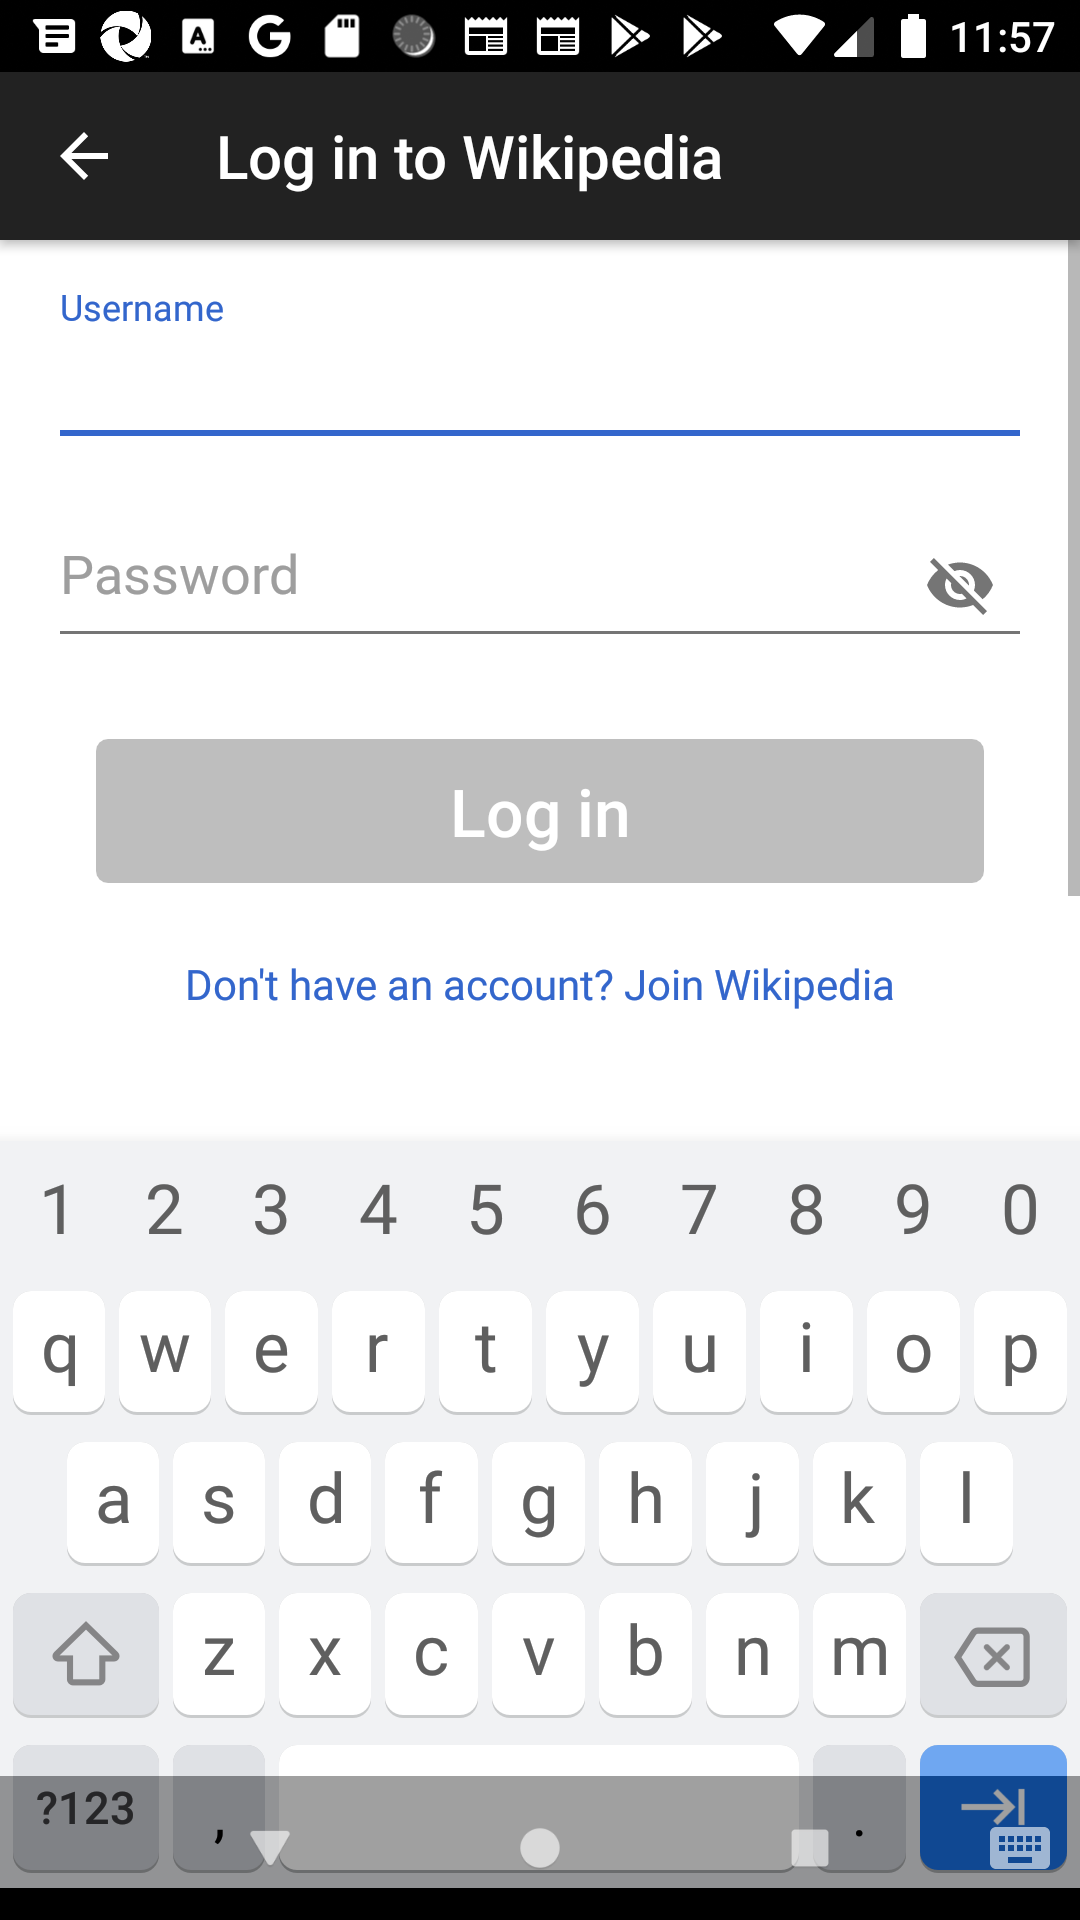 11:57
Log in to Wikipedia
Username
Password
Log in
Don't have an account? Join Wikipedia
1 2 3 4 5 6 7 8 9 0
q w e r t y u i o p
a s d f g h j k l
z x c v b n m
?123 , .